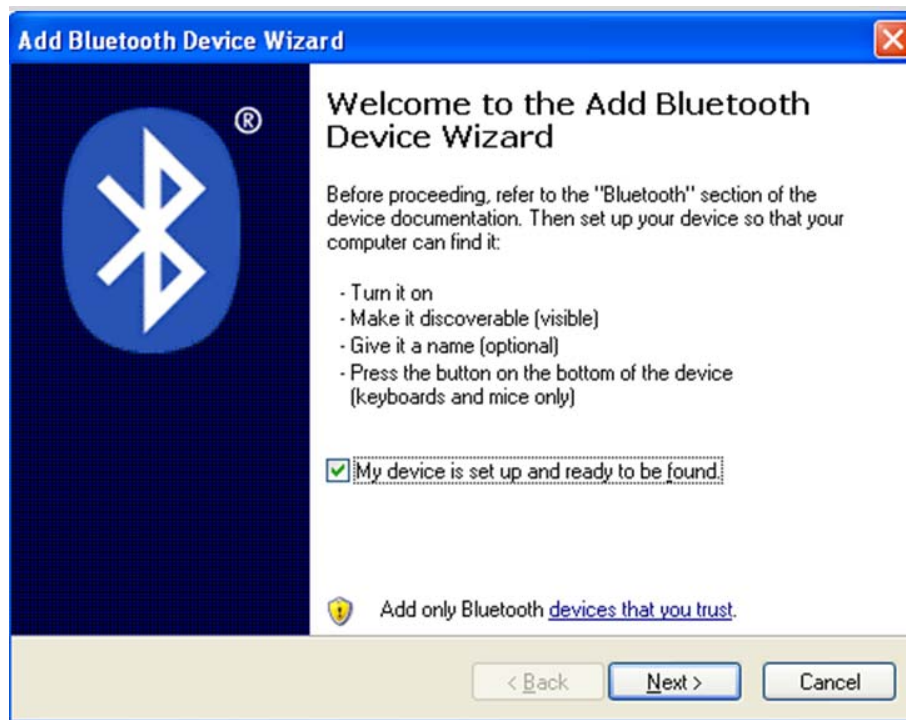 Add Bluetooth Device Wizard
®
Welcome to the Add Bluetooth
Device Wizard
Before proceeding, refer to the "Bluetooth" section of the
device documentation. Then set up your device so that your
computer can find it:
- Turn it on
- Make it discoverable (visible)
- Give it a name (optional)
- Press the button on the bottom of the device
(keyboards and mice only)
My device is set up and ready to be found.
Add only Bluetooth devices that you trust.
< Back Next > Cancel